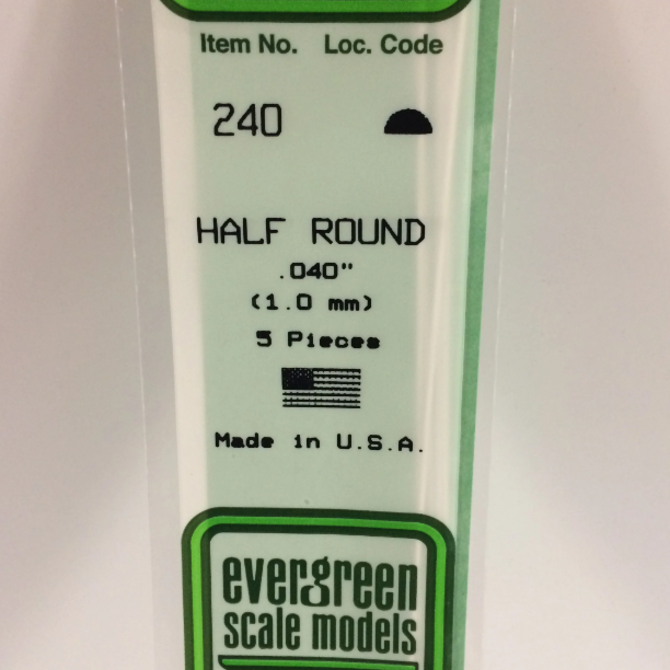 Item No. Loc. Code
240
HALF ROUND
.040"
(1.0 mm)
5 Pieces
Made in U.S.A.
evergreen
scale models